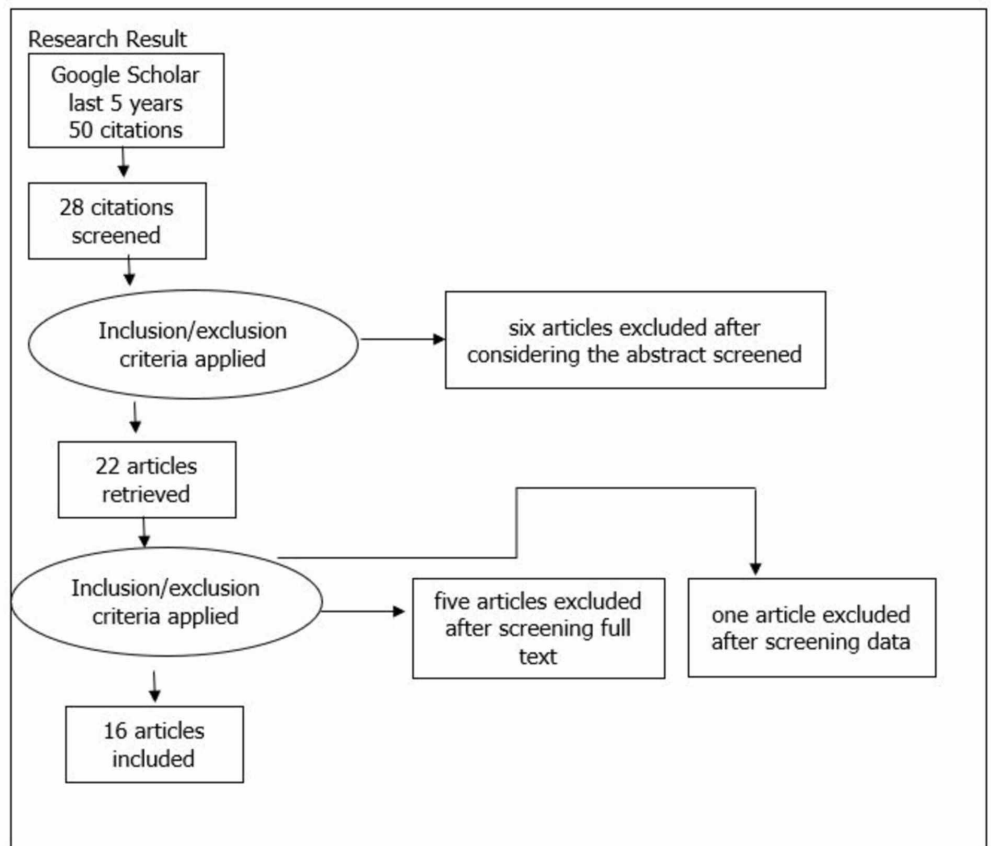 Research Result
Google Scholar
last 5 years
50 citations
28 citations
screened
Inclusion/exclusion
criteria applied
six articles excluded after
considering the abstract screened
22 articles
retrieved
Inclusion/exclusion
criteria applied
five articles excluded
after screening full
text
one article excluded
after screening data
16 articles
included